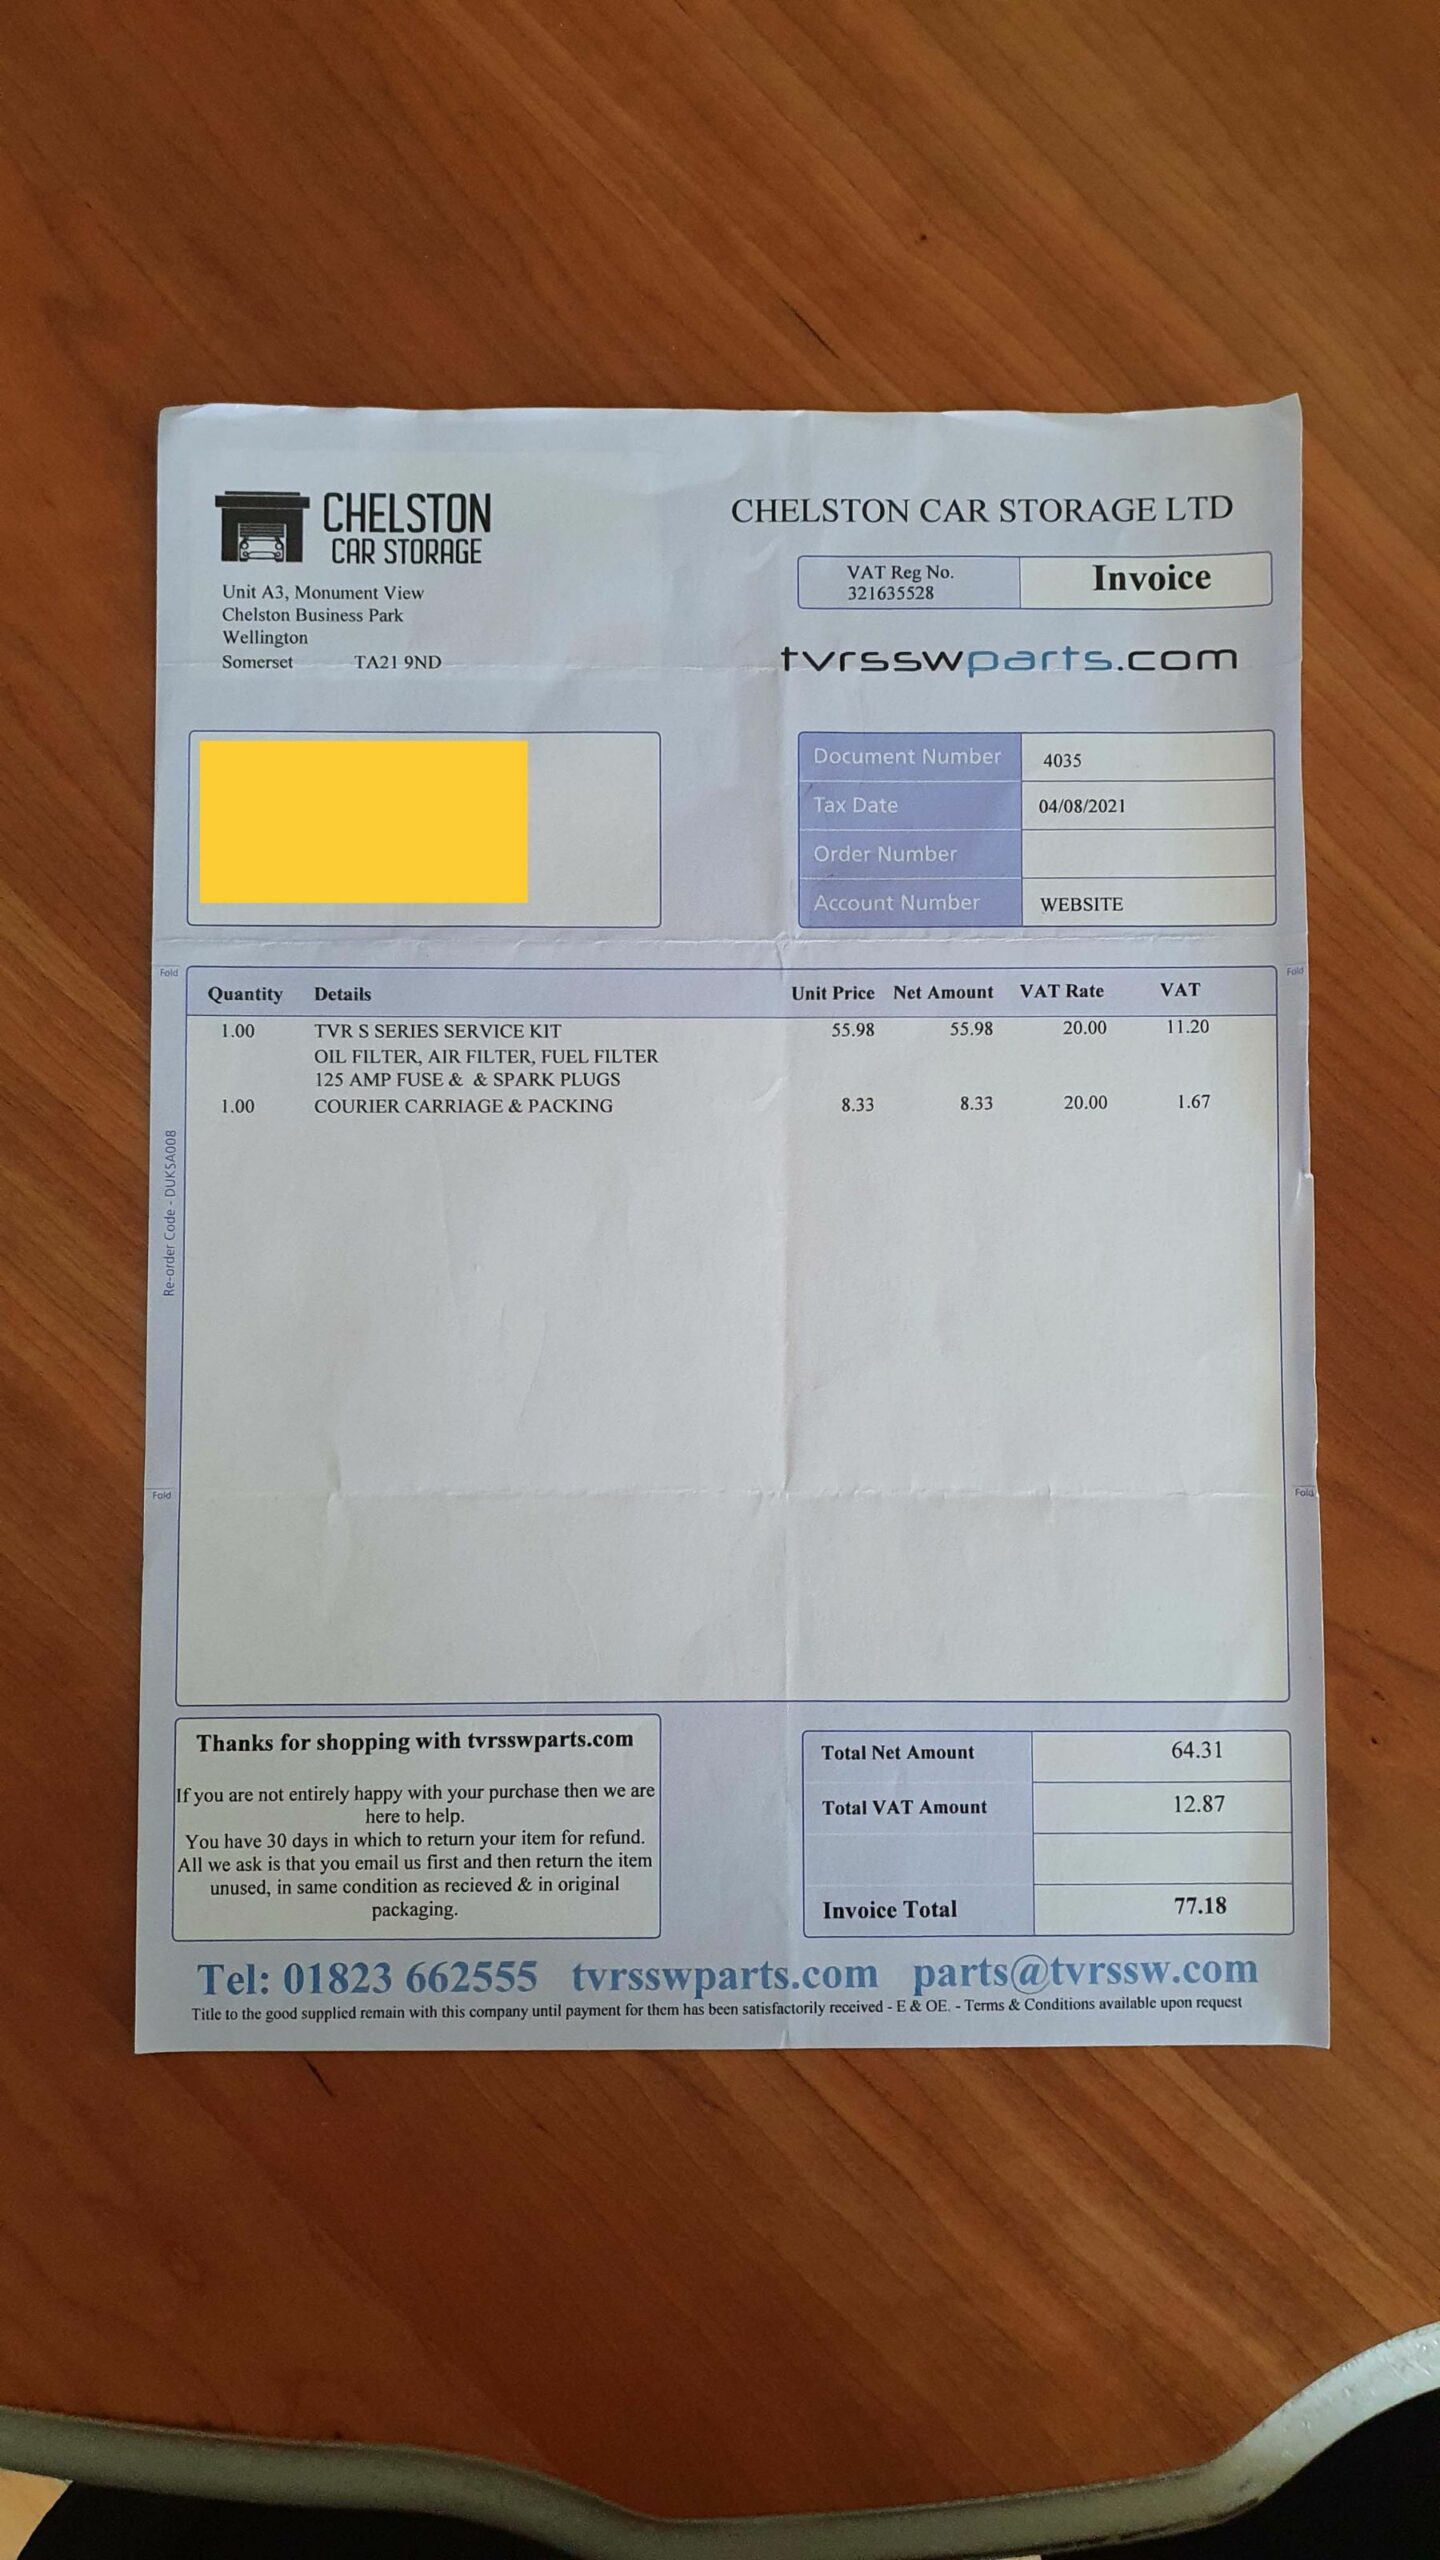 CHELSTON
CAR STORAGE
Unit A3, Monument View
Chelston Business Park
Wellington
Somerset TA21 9ND
CHELSTON CAR STORAGE LTD
VAT Reg No.
321635528
Invoice
tvrsswparts.com
Document Number 4035
Tax Date 04/08/2021
Order Number
Account Number WEBSITE
Fold
Fold
Quantity Details Unit Price Net Amount VAT Rate VAT
1.00 TVR S SERIES SERVICE KIT 55.98 55.98 20.00 11.20
OIL FILTER, AIR FILTER, FUEL FILTER
125 AMP FUSE & & SPARK PLUGS
1.00 COURIER CARRIAGE & PACKING 8.33 8.33 20.00 1.67
Re-order Code - DUKSA008
Fold
Fold
Thanks for shopping with tvrsswparts.com
If you are not entirely happy with your purchase then we are
here to help.
You have 30 days in which to return your item for refund.
All we ask is that you email us first and then return the item
unused, in same condition as recieved & in original
packaging.
Total Net Amount 64.31
Total VAT Amount 12.87
Invoice Total 77.18
Tel: 01823 662555 tvrsswparts.com parts@tvrssw.com
Title to the good supplied remain with this company until payment for them has been satisfactorily received - E & OE. - Terms & Conditions available upon request